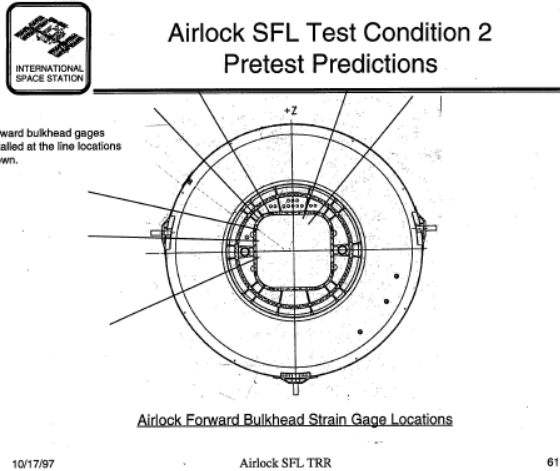 INTERNATIONAL
SPACE STATION
Airlock SFL Test Condition 2
Pretest Predictions
ward bulkhead gages
alled at the line locations
wn.
+Z
Airlock Forward Bulkhead Strain Gage Locations
10/17/97
Airlock SFL TRR
61